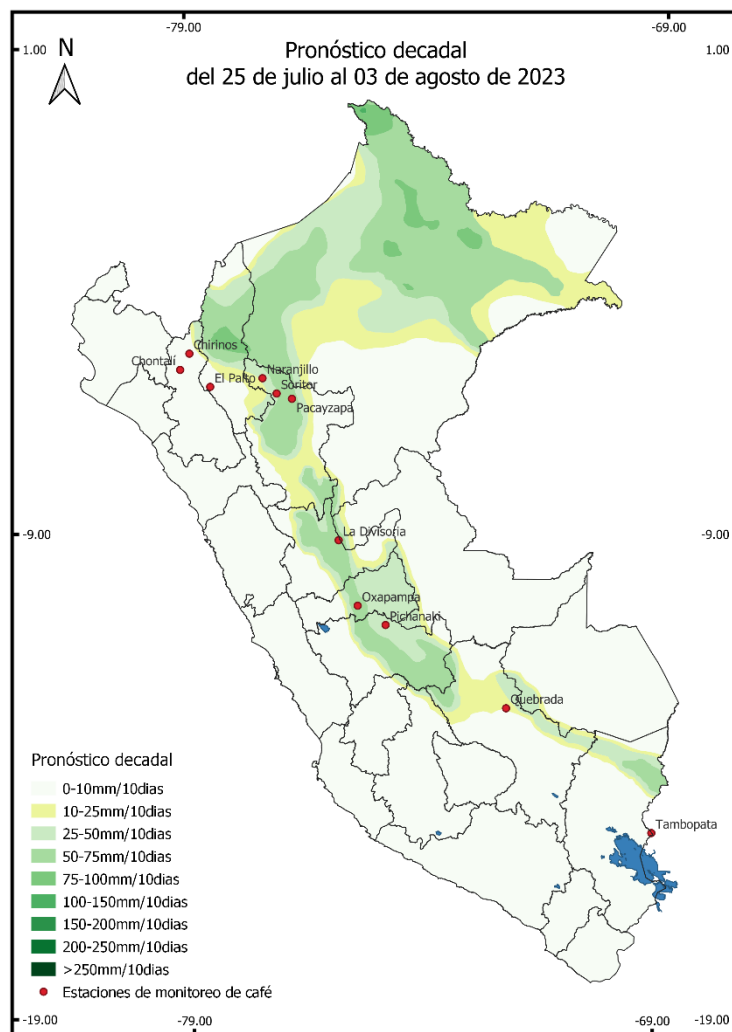 -79.00
-69.00
1.00
1.00
N
Pronóstico decadal
del 25 de julio al 03 de agosto de 2023
Chirinos
Chontalí
Naranjillo
El Palto
Soritor
Pacayzapa
-9.00
-9.00
La Divisoria
Oxapampa
Pichanaki
Quebrada
Tambopata
Pronóstico decadal
0-10mm/10dias
10-25mm/10dias
25-50mm/10dias
50-75mm/10dias
75-100mm/10dias
100-150mm/10dias
150-200mm/10dias
200-250mm/10dias
>250mm/10dias
Estaciones de monitoreo de café
-19.00
-19.00
-79.00
-69.00